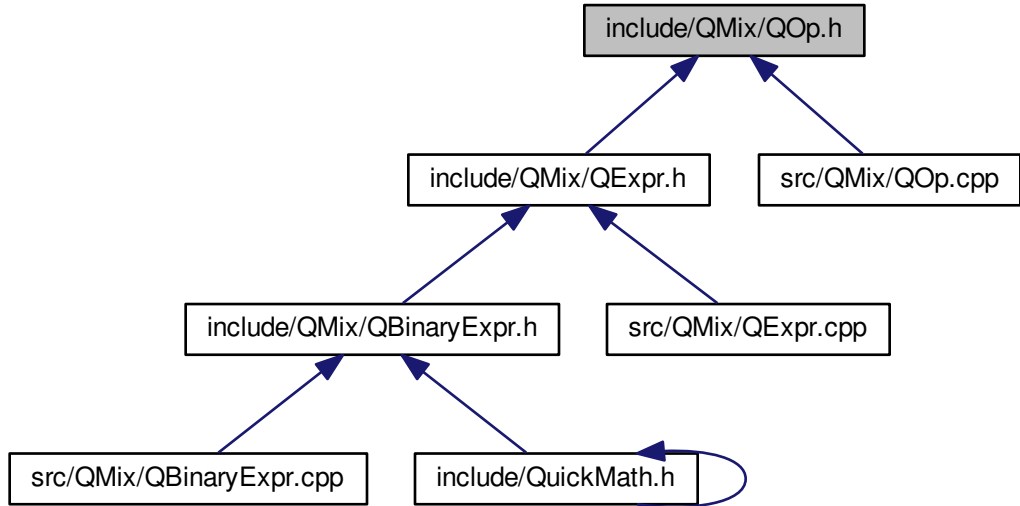 include/QMix/QOp.h
include/QMix/QExpr.h
src/QMix/QOp.cpp
include/QMix/QBinaryExpr.h
src/QMix/QExpr.cpp
src/QMix/QBinaryExpr.cpp
include/QuickMath.h